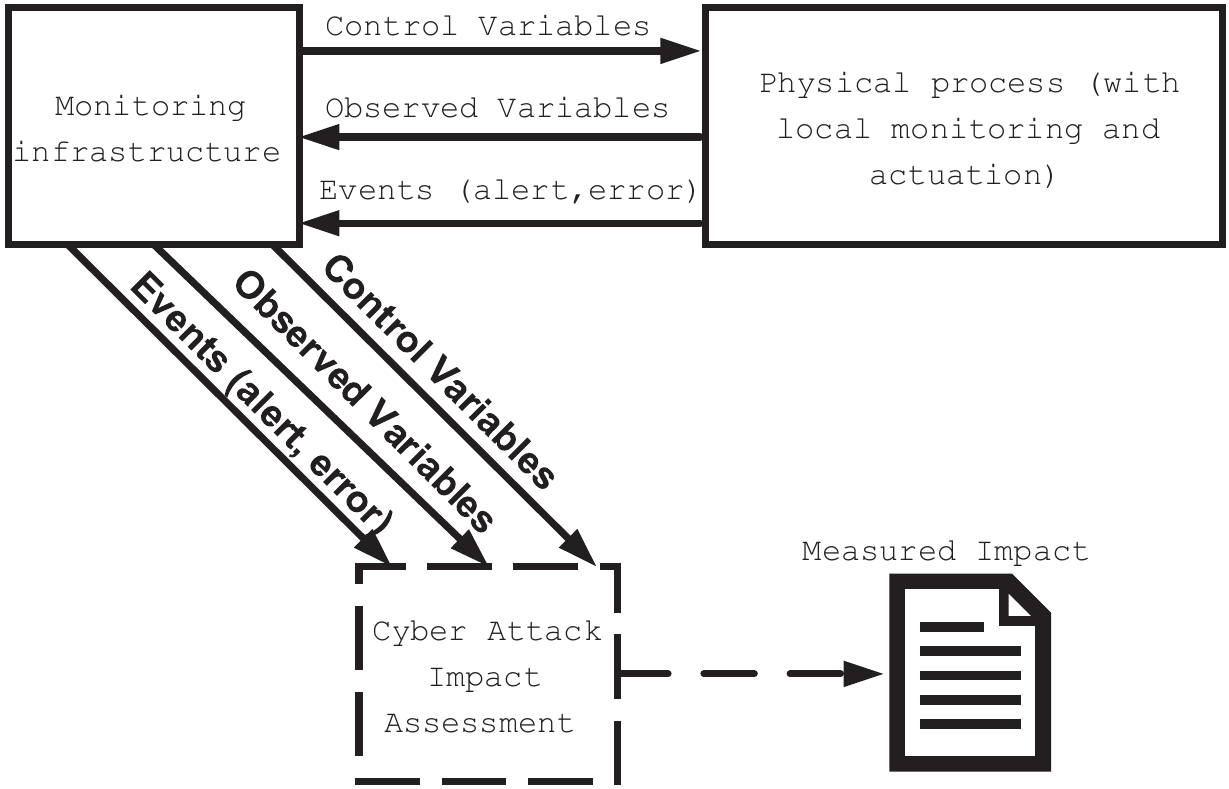 Control Variables
Monitoring
infrastructure
Observed Variables
Events (alert,error)
Physical process (with
local monitoring and
actuation)
Events (alert, error)
Observed Variables
Control Variables
Cyber Attack
Impact
Assessment
Measured Impact